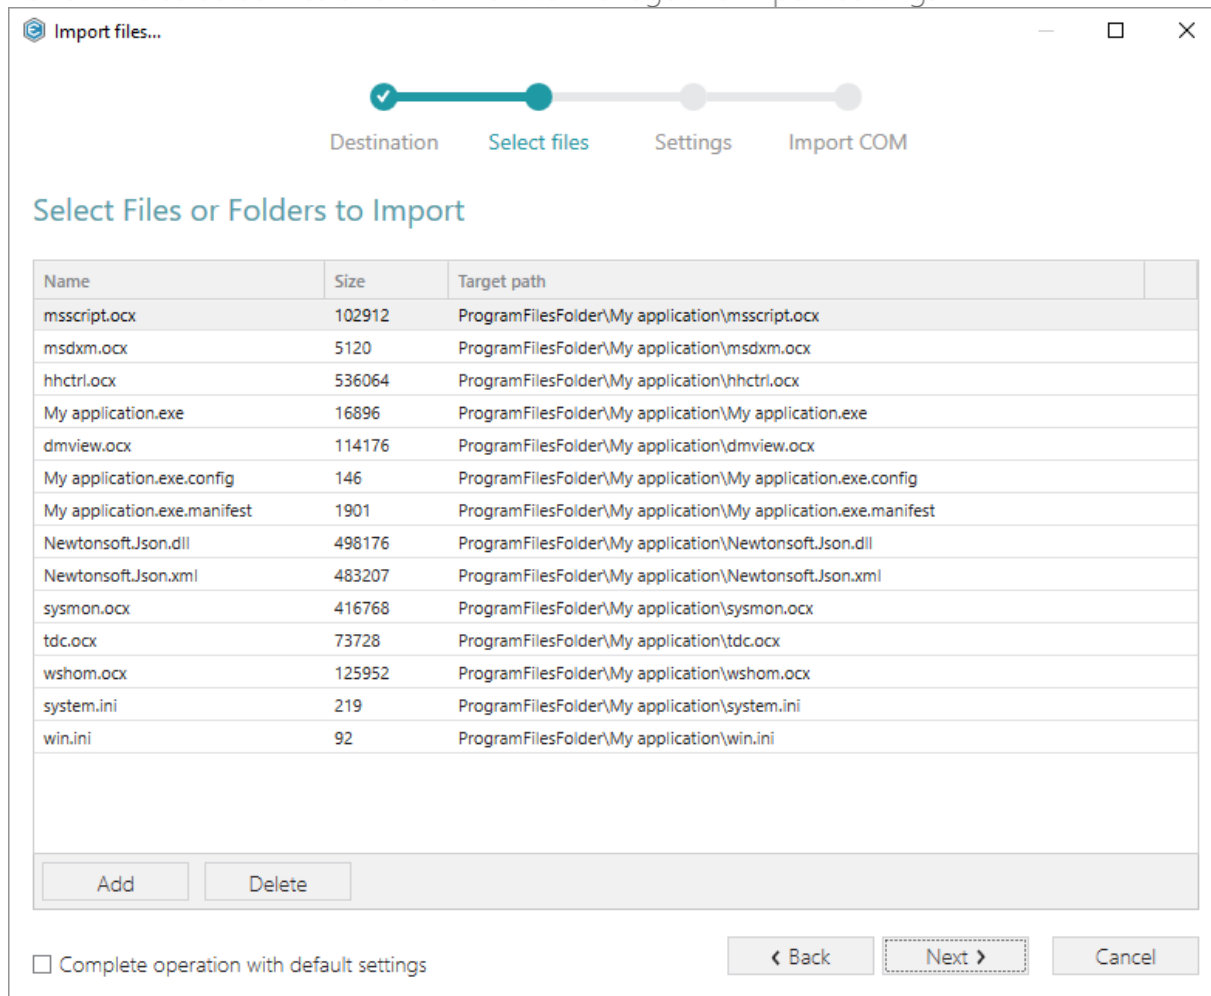 Import files...
Destination Select files Settings Import COM
Select Files or Folders to Import
Name Size Target path
msscript.ocx 102912 ProgramFilesFolder\My application\msscript.ocx
msdxm.ocx 5120 ProgramFilesFolder\My application\msdxm.ocx
hhctrl.ocx 536064 ProgramFilesFolder\My application\hhctrl.ocx
My application.exe 16896 ProgramFilesFolder\My application\My application.exe
dmview.ocx 114176 ProgramFilesFolder\My application\dmview.ocx
My application.exe.config 146 ProgramFilesFolder\My application\My application.exe.config
My application.exe.manifest 1901 ProgramFilesFolder\My application\My application.exe.manifest
Newtonsoft.Json.dll 498176 ProgramFilesFolder\My application\Newtonsoft.Json.dll
Newtonsoft.Json.xml 483207 ProgramFilesFolder\My application\Newtonsoft.Json.xml
sysmon.ocx 416768 ProgramFilesFolder\My application\sysmon.ocx
tdc.ocx 73728 ProgramFilesFolder\My application\tdc.ocx
wshom.ocx 125952 ProgramFilesFolder\My application\wshom.ocx
system.ini 219 ProgramFilesFolder\My application\system.ini
win.ini 92 ProgramFilesFolder\My application\win.ini
Add Delete
Complete operation with default settings Back Next Cancel